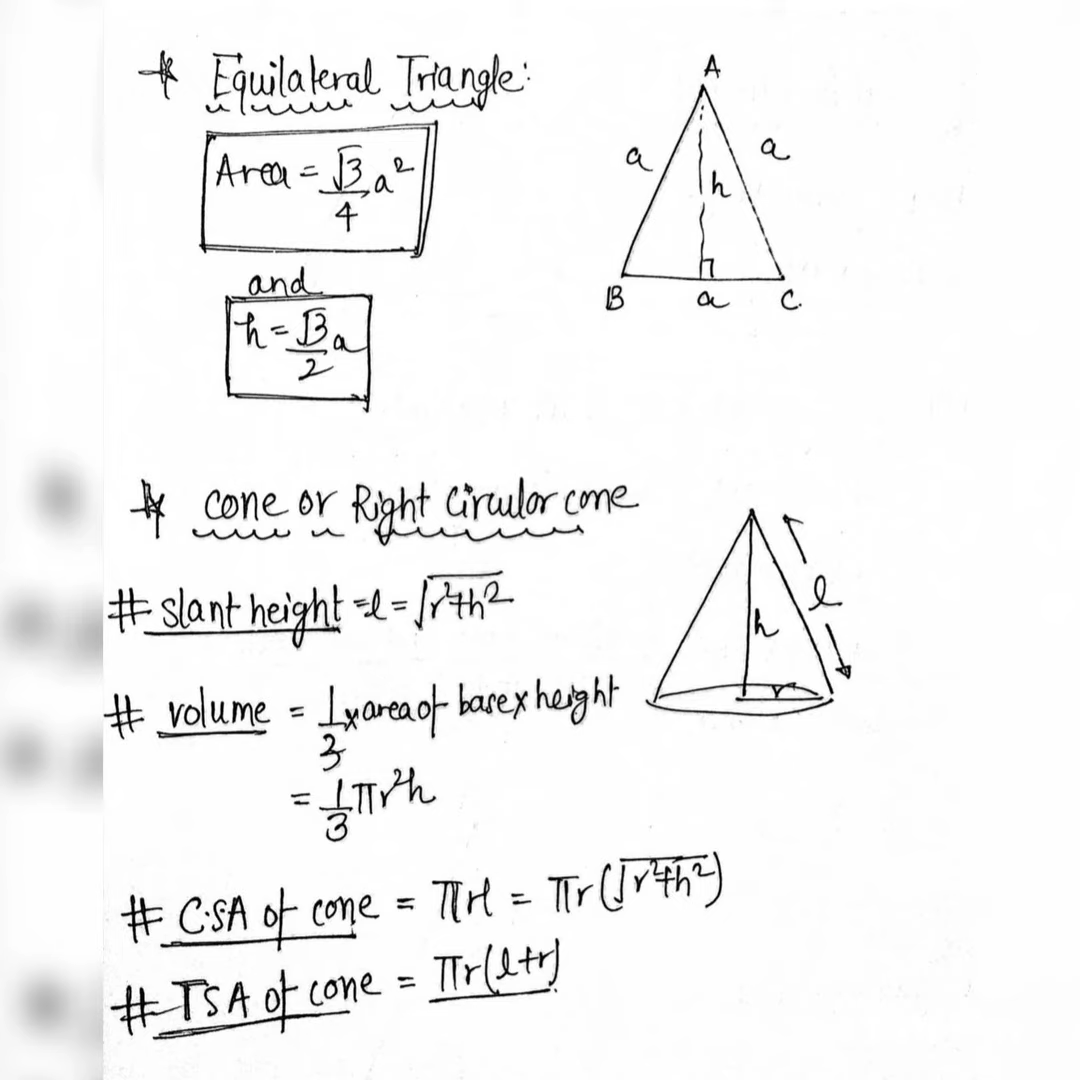 * Equilateral Triangle:
Area = √3/4 a²
and
h = √3/2 a
A
a
a
h
B
a
C.
* cone or Right Circular cone
# slant height = l = √r²+h²
# volume = 1/3 x area of base x height
= 1/3 πr²h
l
h
r
# C.S.A of cone = πrl = πr(√r²+h²)
# TSA of cone = πr(l+r)